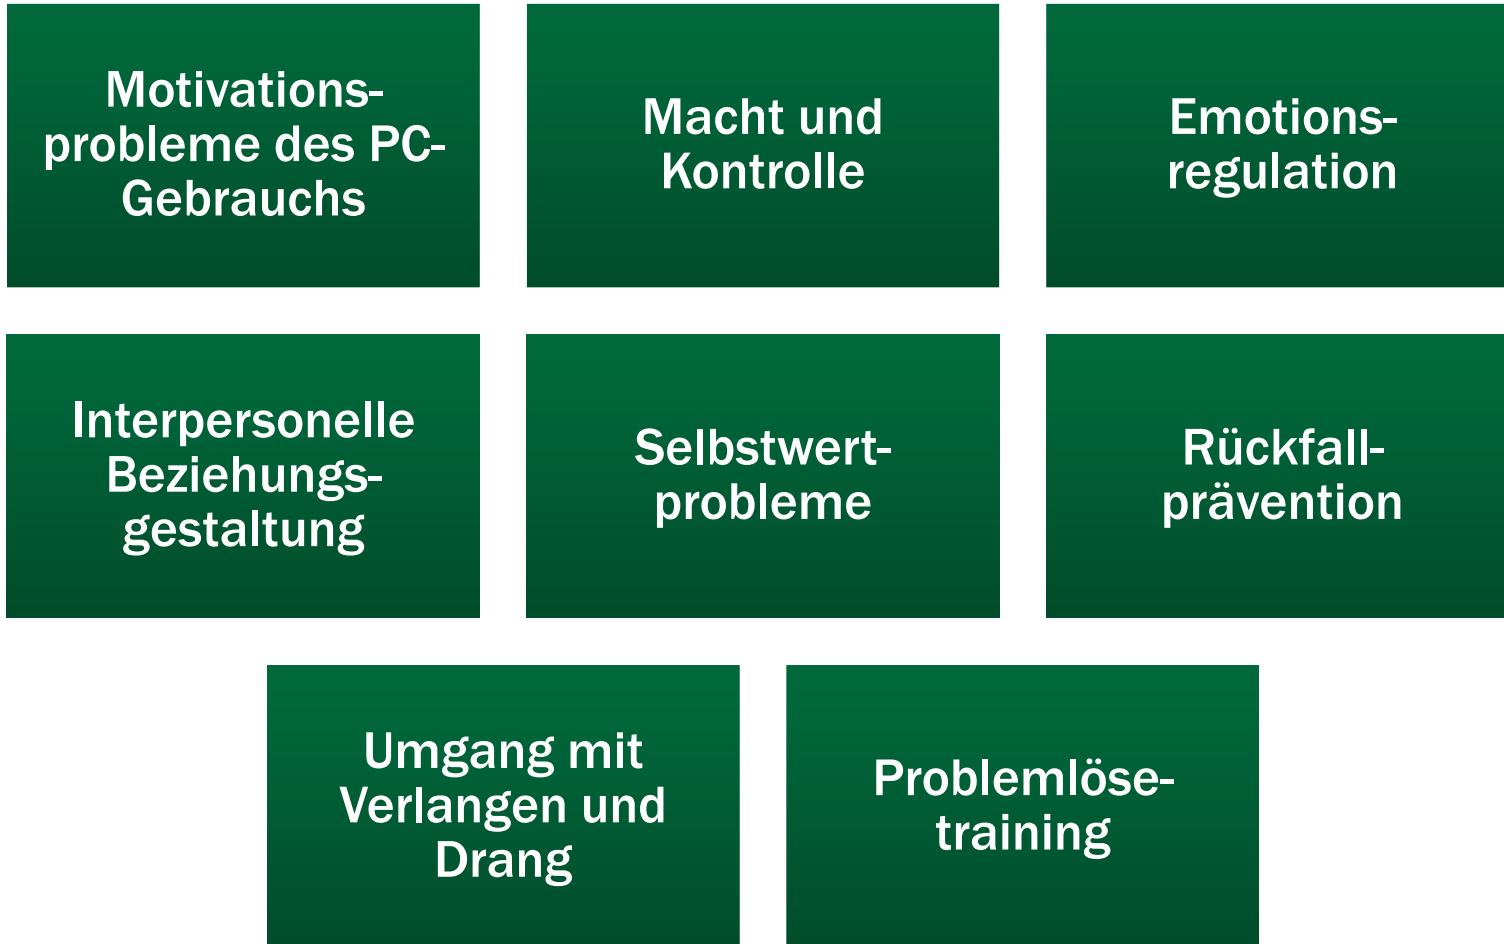 Motivations-
probleme des PC-
Gebrauchs
Macht und
Kontrolle
Emotions-
regulation
Interpersonelle
Beziehungs-
gestaltung
Selbstwert-
probleme
Rückfall-
prävention
Umgang mit
Verlangen und
Drang
Problemlöse-
training